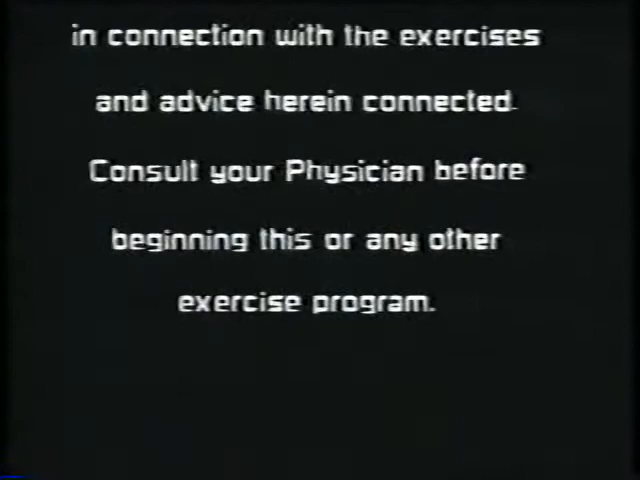 in connection with the exercises
and advice herein connected.
Consult your Physician before
beginning this or any other
exercise program.